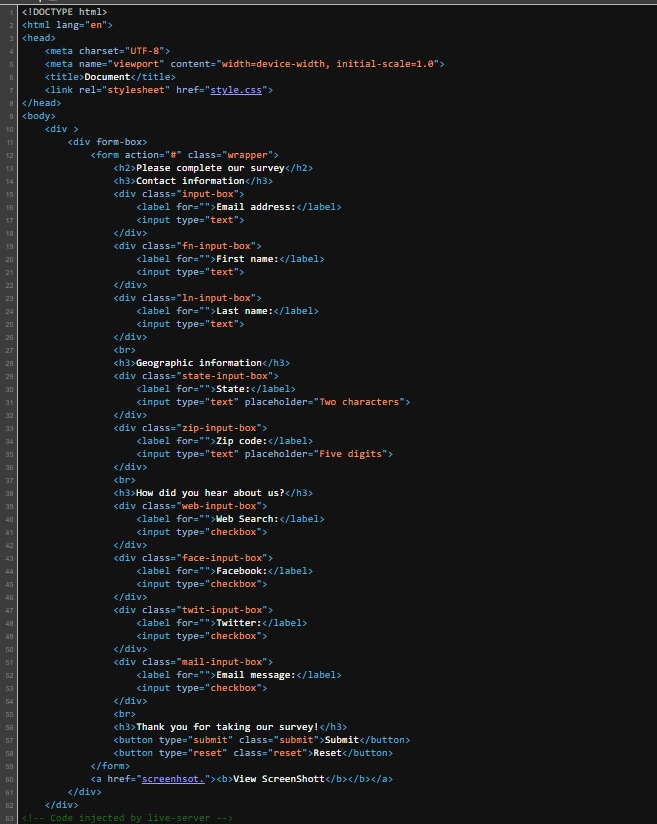 1 <!DOCTYPE html>
2 <html lang="en">
3 <head>
4 <meta charset="UTF-8">
5 <meta name="viewport" content="width=device-width, initial-scale=1.0">
6 <title>Document</title>
7 <link rel="stylesheet" href="style.css">
8 </head>
9 <body>
10 <div >
11 <div form-box>
12 <form action="#" class="wrapper">
13 <h2>Please complete our survey</h2>
14 <h3>Contact information</h3>
15 <div class="input-box">
16 <label for="">Email address:</label>
17 <input type="text">
18 </div>
19 <div class="fn-input-box">
20 <label for="">First name:</label>
21 <input type="text">
22 </div>
23 <div class="ln-input-box">
24 <label for="">Last name:</label>
25 <input type="text">
26 </div>
27 <br>
28 <h3>Geographic information</h3>
29 <div class="state-input-box">
30 <label for="">State:</label>
31 <input type="text" placeholder="Two characters">
32 </div>
33 <div class="zip-input-box">
34 <label for="">Zip code:</label>
35 <input type="text" placeholder="Five digits">
36 </div>
37 <br>
38 <h3>How did you hear about us?</h3>
39 <div class="web-input-box">
40 <label for="">Web Search:</label>
41 <input type="checkbox">
42 </div>
43 <div class="face-input-box">
44 <label for="">Facebook:</label>
45 <input type="checkbox">
46 </div>
47 <div class="twit-input-box">
48 <label for="">Twitter:</label>
49 <input type="checkbox">
50 </div>
51 <div class="mail-input-box">
52 <label for="">Email message:</label>
53 <input type="checkbox">
54 </div>
55 <br>
56 <h3>Thank you for taking our survey!</h3>
57 <button type="submit" class="submit">Submit</button>
58 <button type="reset" class="reset">Reset</button>
59 </form>
60 <a href="screenhsot."><b>View ScreenShott</b></b></a>
61 </div>
62 </div>
63 <!-- Code injected by live-server -->